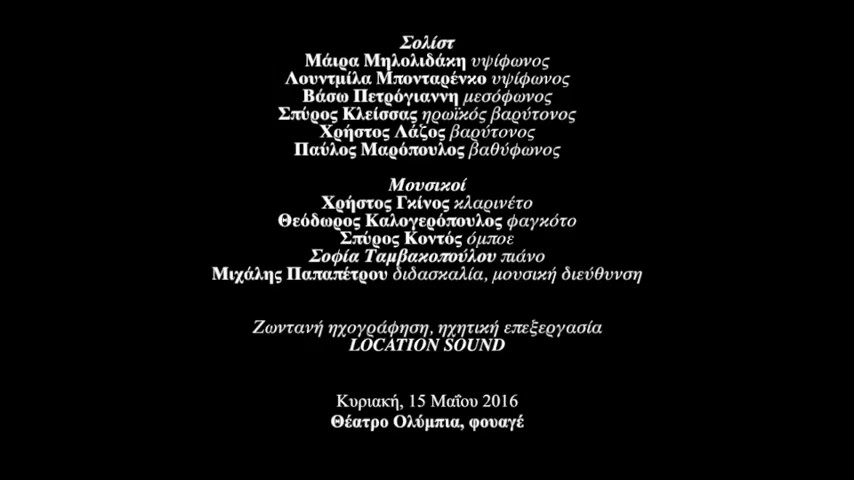 Σολίστ
Μάιρα Μηλολιδάκη υψίφωνος
Λουντμίλα Μπονταρένκο υψίφωνος
Βάσω Πετρόγιαννη μεσόφωνος
Σπύρος Κλείσσας ηρωϊκός βαρύτονος
Χρήστος Λάζος βαρύτονος
Παύλος Μαρόπουλος βαθύφωνος
Μουσικοί
Χρήστος Γκίνος κλαρινέτο
Θεόδωρος Καλογερόπουλος φαγκότο
Σπύρος Κοντός όμποε
Σοφία Ταμβακοπούλου πιάνο
Μιχάλης Παπαπέτρου διδασκαλία, μουσική διεύθυνση
Ζωντανή ηχογράφηση, ηχητική επεξεργασία
LOCATION SOUND
Κυριακή, 15 Μαΐου 2016
Θέατρο Ολύμπια, φουαγέ